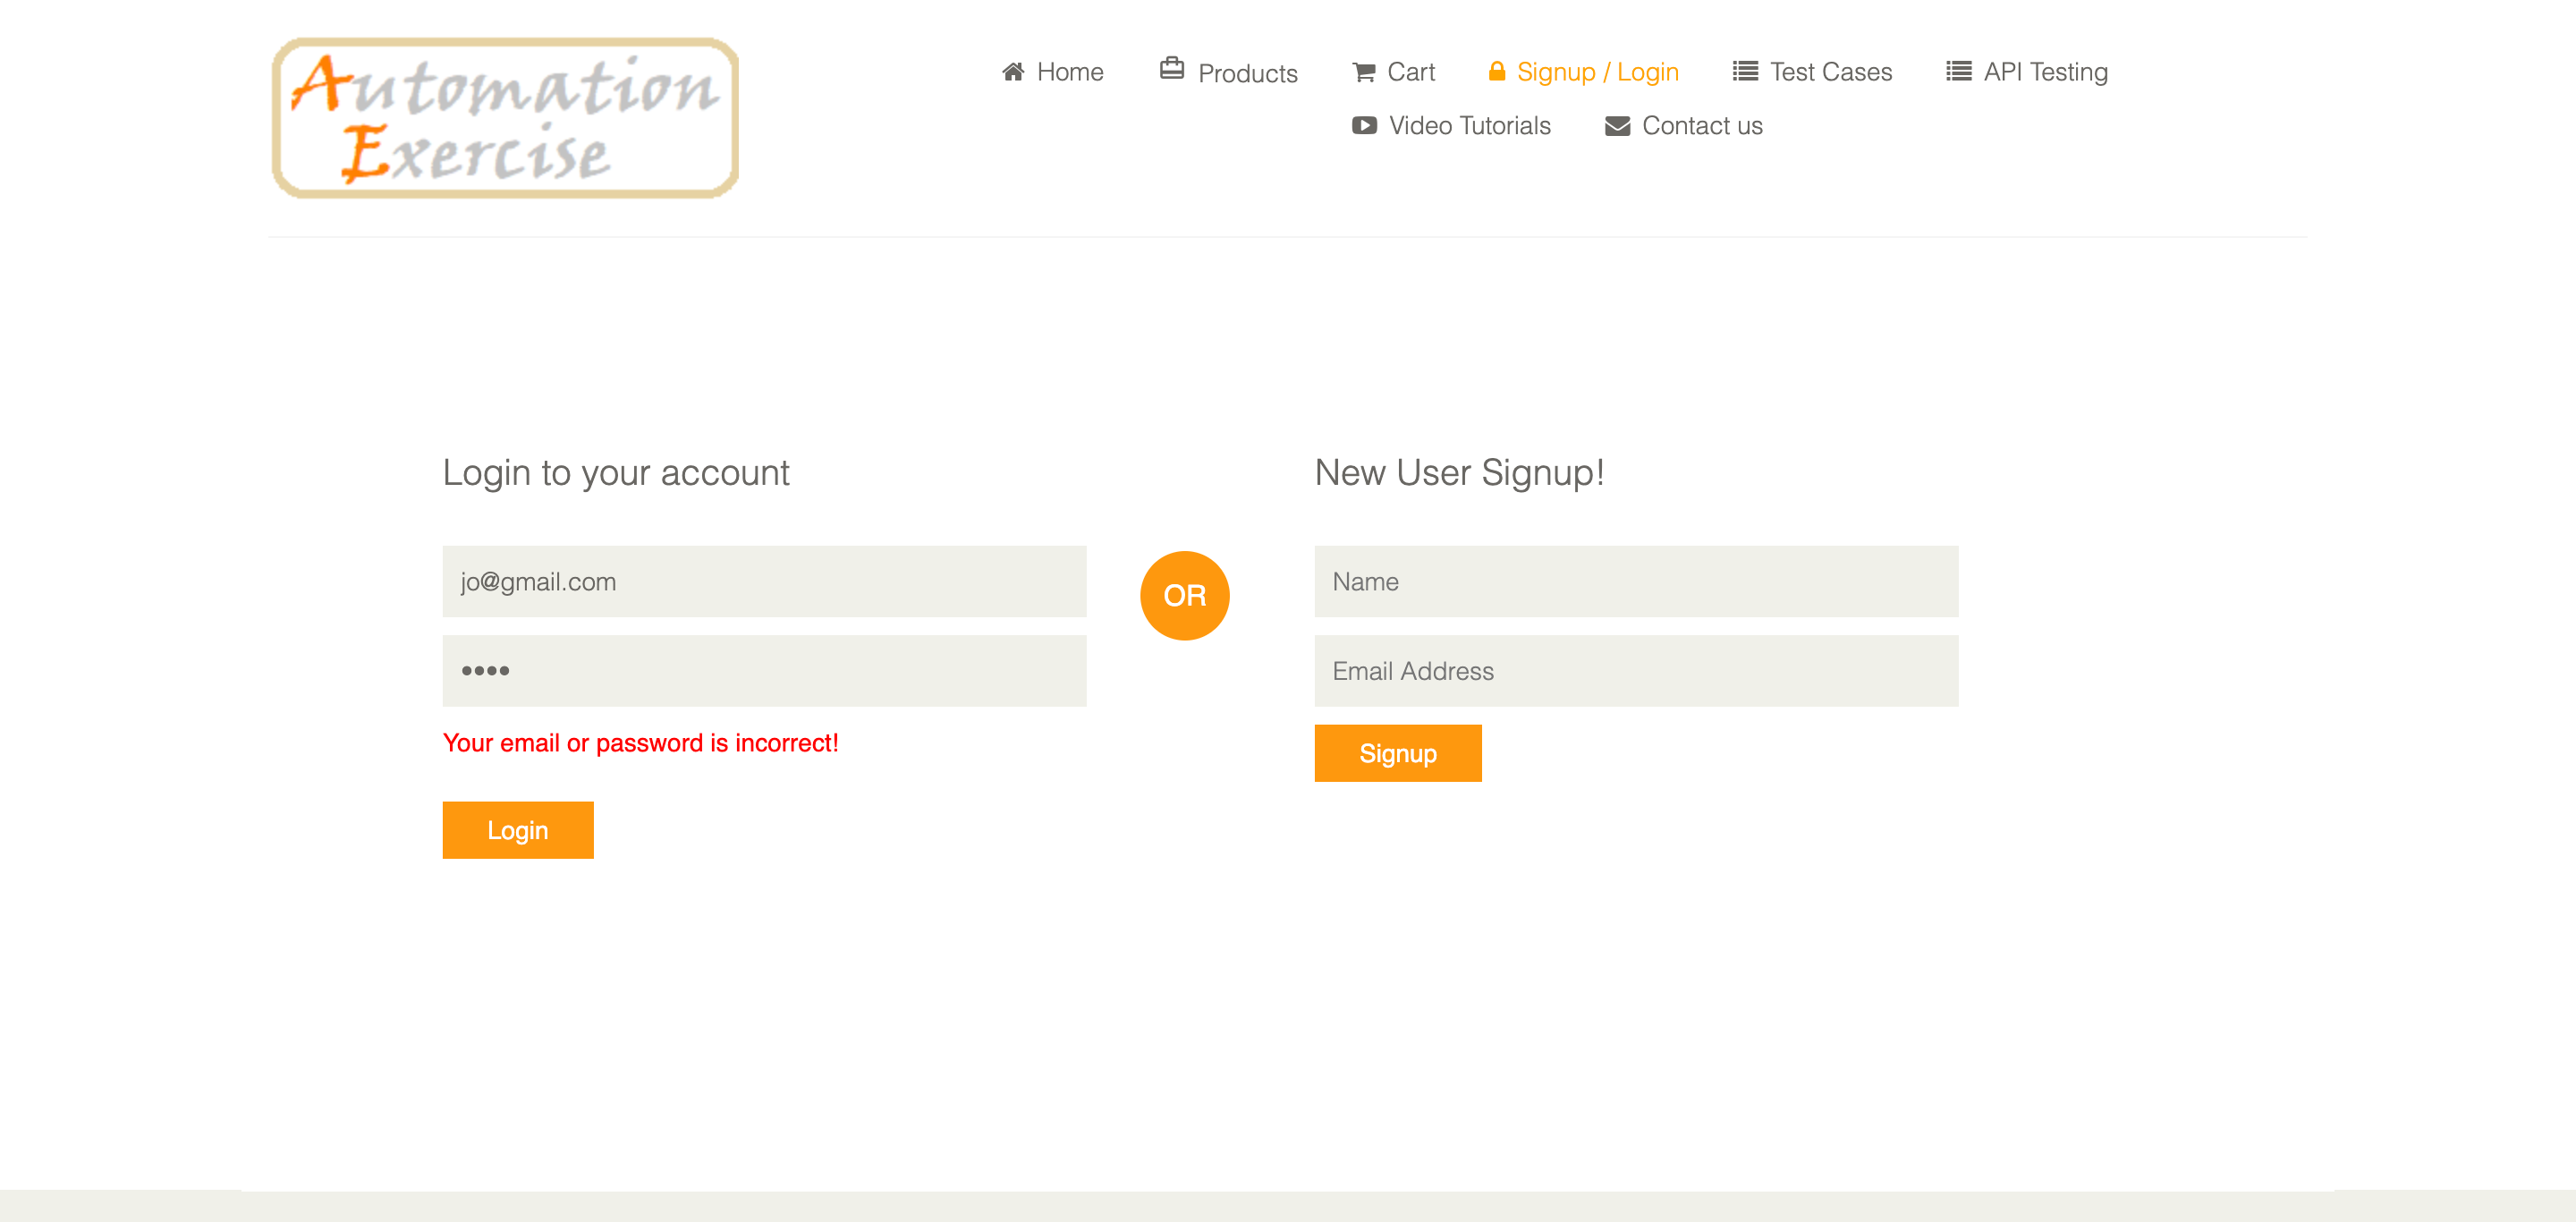 Automation
Exercise
Home Products Cart Signup / Login Test Cases API Testing
Video Tutorials Contact us
Login to your account
jo@gmail.com
••••
Your email or password is incorrect!
Login
OR
New User Signup!
Name
Email Address
Signup